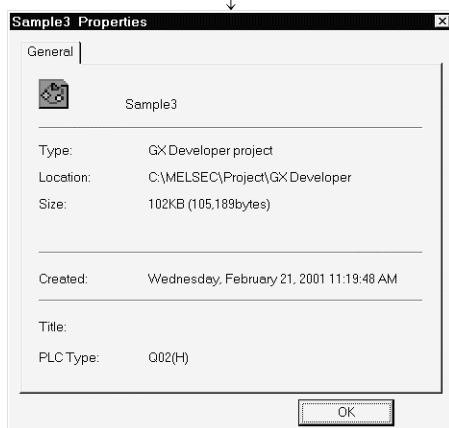 Sample3 Properties
General
Sample3
Type: GX Developer project
Location: C:\MELSEC\Project\GX Developer
Size: 102KB (105,189bytes)
Created: Wednesday, February 21, 2001 11:19:48 AM
Title:
PLC Type: Q02(H)
OK